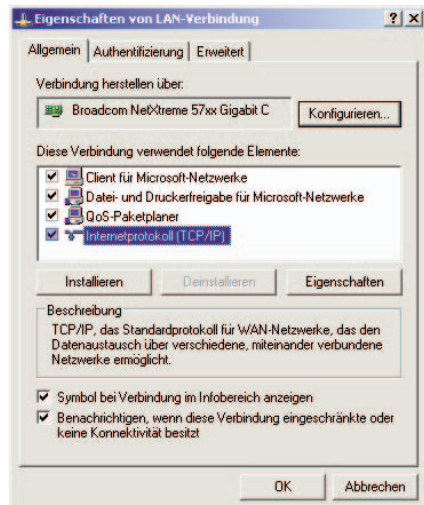 Eigenschaften von LAN-Verbindung
Allgemein Authentifizierung Erweitert
Verbindung herstellen über:
Broadcom NetXtreme 57xx Gigabit C Konfigurieren...
Diese Verbindung verwendet folgende Elemente:
Client für Microsoft-Netzwerke
Datei- und Druckerfreigabe für Microsoft-Netzwerke
QoS-Paketplaner
Internetprotokoll (TCP/IP)
Installieren Deinstallieren Eigenschaften
Beschreibung
TCP/IP, das Standardprotokoll für WAN-Netzwerke, das den
Datenaustausch über verschiedene, miteinander verbundene
Netzwerke ermöglicht.
Symbol bei Verbindung im Infobereich anzeigen
Benachrichtigen, wenn diese Verbindung eingeschränkte oder
keine Konnektivität besitzt
OK Abbrechen